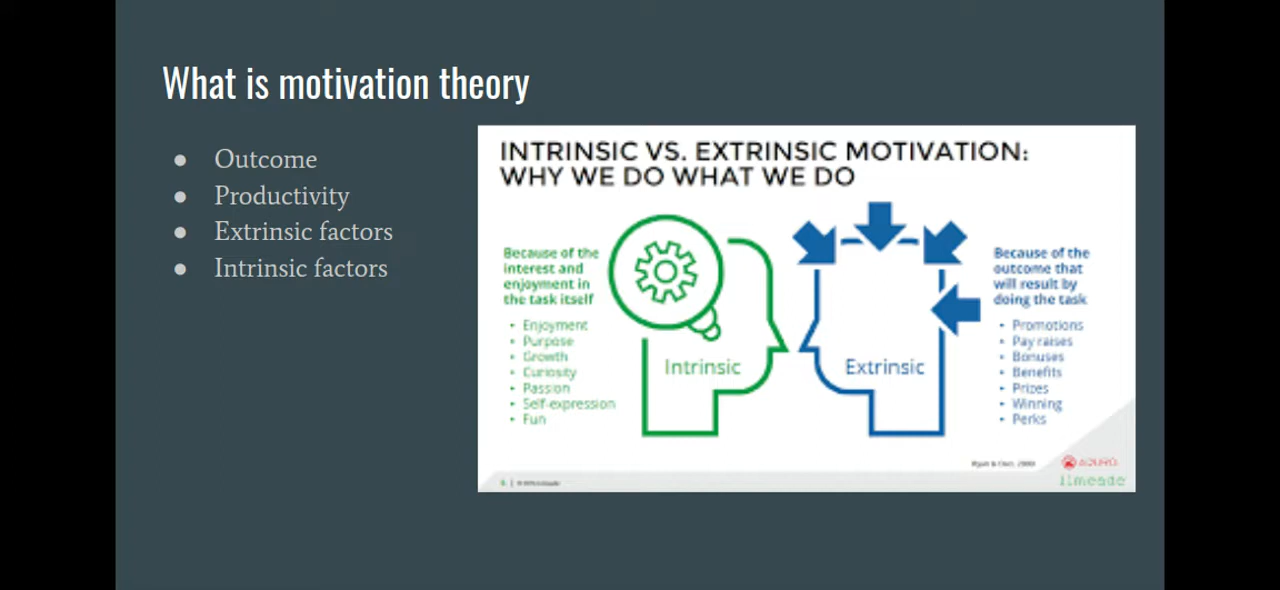 What is motivation theory
● Outcome
● Productivity
● Extrinsic factors
● Intrinsic factors
INTRINSIC VS. EXTRINSIC MOTIVATION:
WHY WE DO WHAT WE DO
Because of the
interest and
enjoyment in
the task itself
• Enjoyment
• Purpose
• Growth
• Curiosity
• Passion
• Self-expression
• Fun
Intrinsic
Extrinsic
Because of the
outcome that
will result by
doing the task
• Promotions
• Pay raises
• Bonuses
• Benefits
• Prizes
• Winning
• Perks
limeade